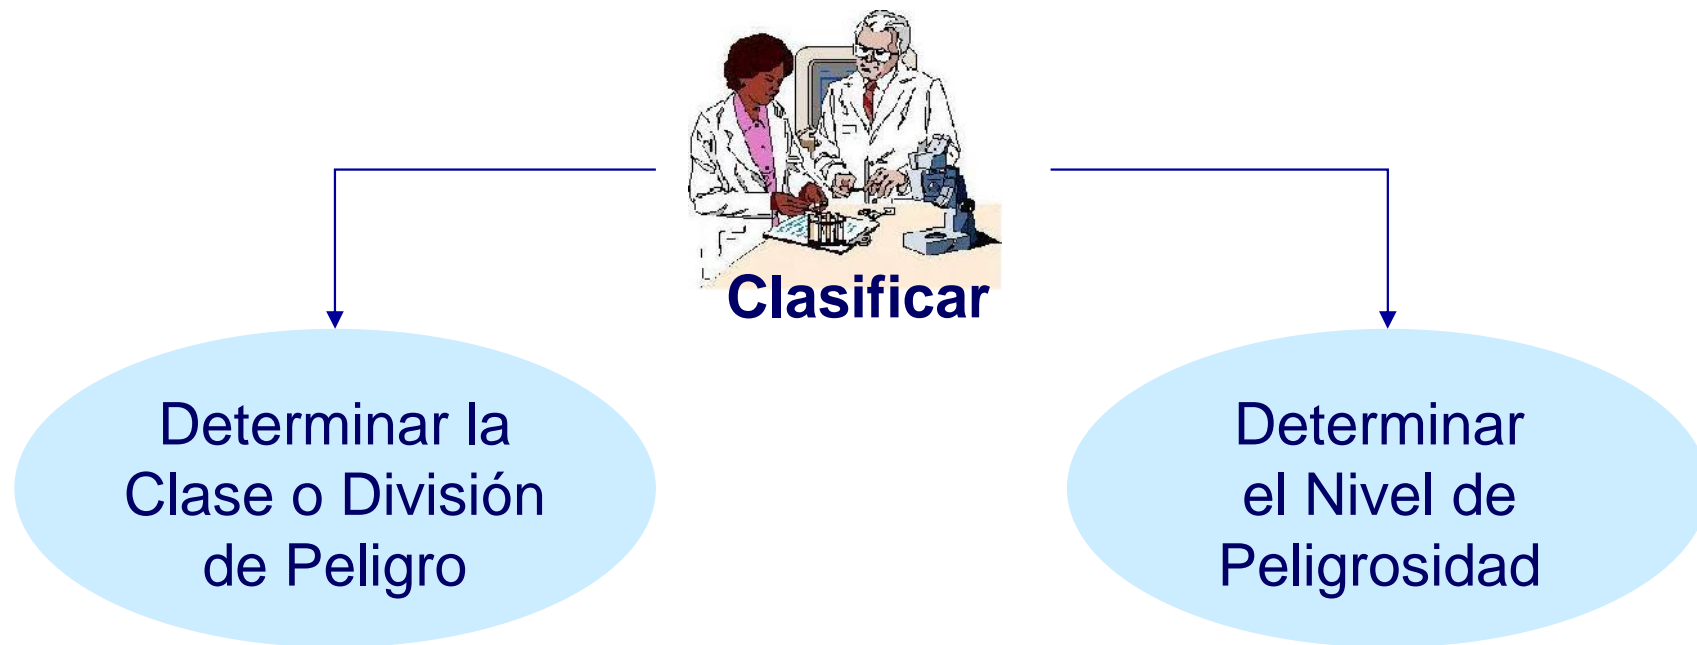 Clasificar
Determinar la
Clase o División
de Peligro
Determinar
el Nivel de
Peligrosidad